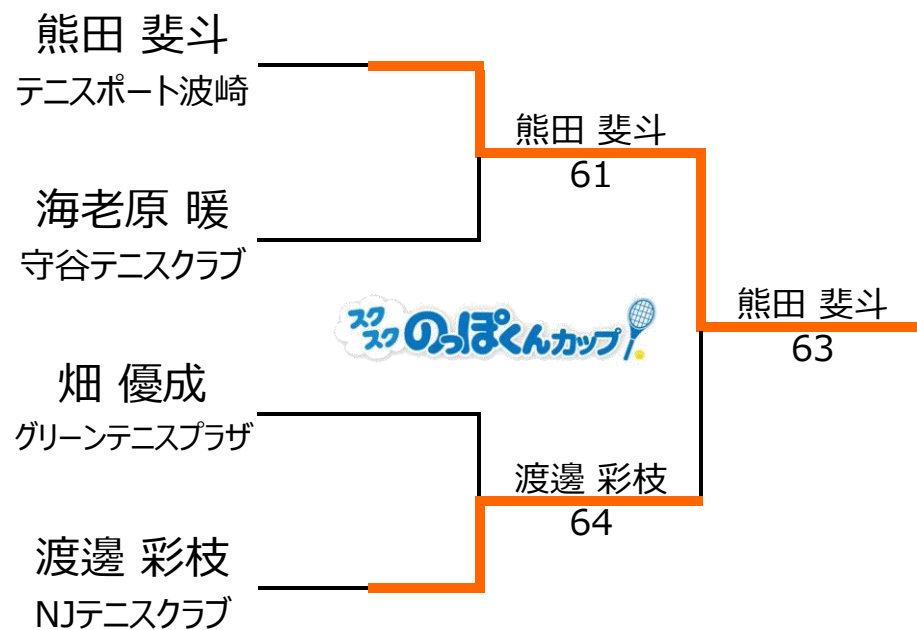 熊田 斐斗
テニスポート波崎
熊田 斐斗
61
海老原 暖
守谷テニスクラブ
熊田 斐斗
63
スクスク のっぽくんカップ
畑 優成
グリーンテニスプラザ
渡邊 彩枝
64
渡邊 彩枝
NJテニスクラブ